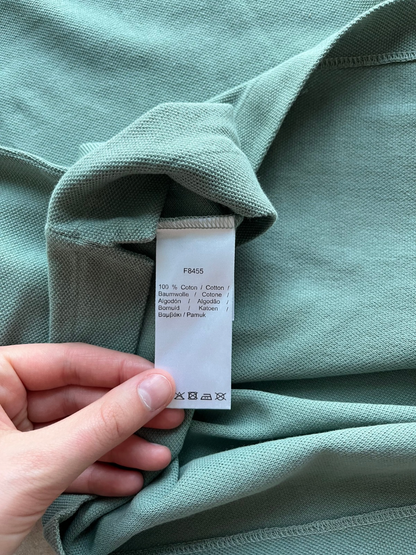 F8455
100 % Coton / Cotton /
Baumwolle / Cotone /
Algodón / Algodão /
Bomuld / Katoen /
Βαμβάκι / Pamuk